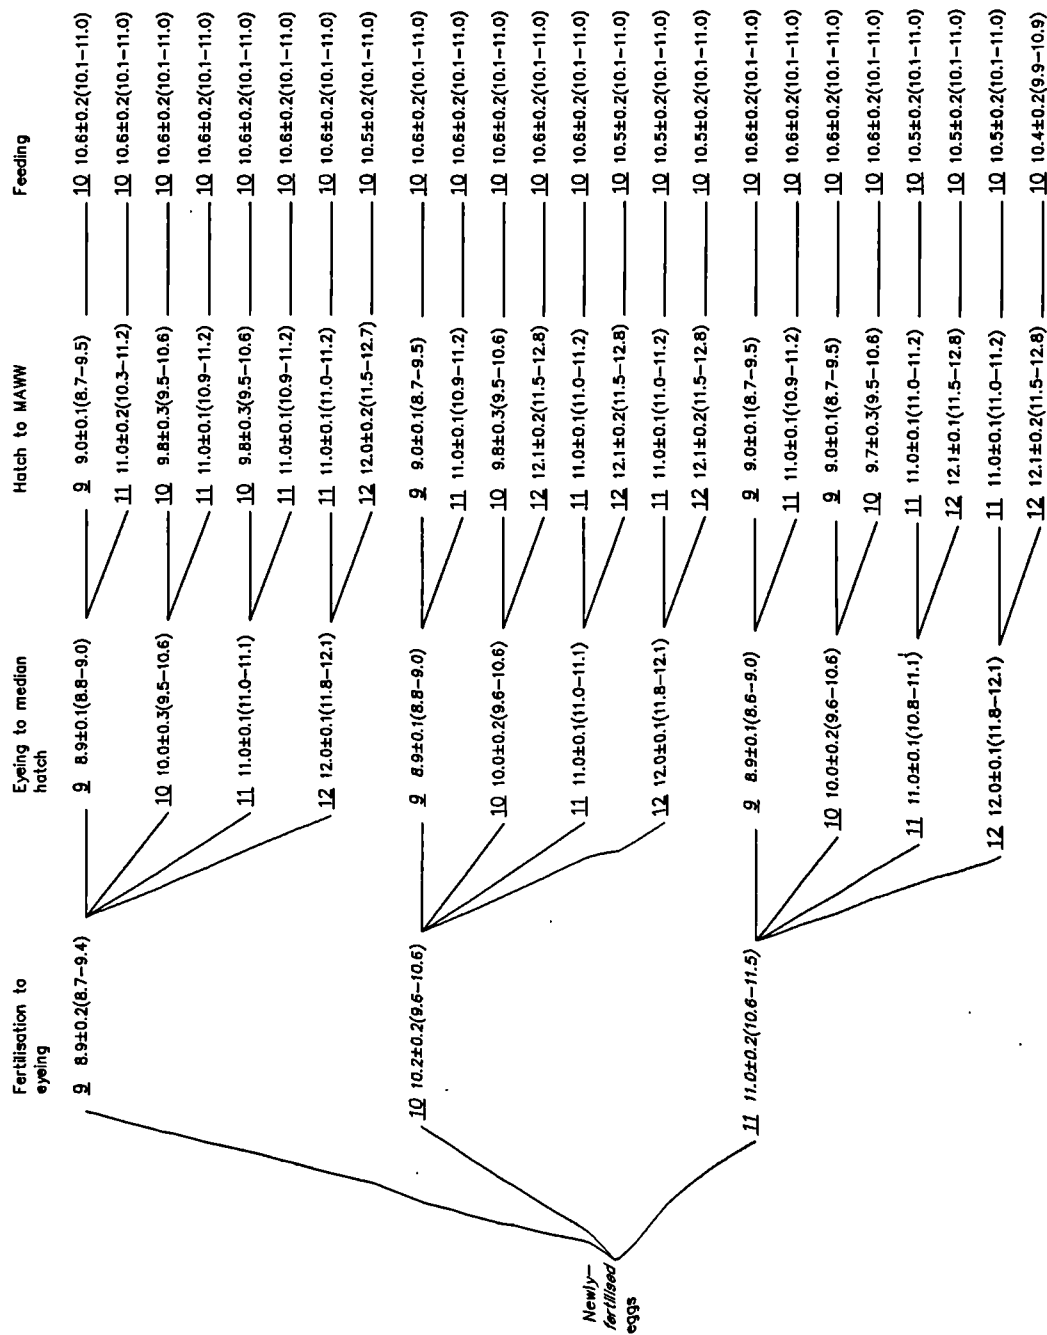 Fertilisation to Eyeing to median Hatch to MAWW Feeding
eyeing hatch
Newly–
fertilised
eggs
9 8.9±0.2(8.7–9.4) 9 8.9±0.1(8.8–9.0) 9 9.0±0.1(8.7–9.5) 10 10.6±0.2(10.1–11.0)
11 11.0±0.2(10.3–11.2) 10 10.6±0.2(10.1–11.0)
10 10.0±0.3(9.5–10.6) 10 9.8±0.3(9.5–10.6) 10 10.6±0.2(10.1–11.0)
11 11.0±0.1(10.9–11.2) 10 10.6±0.2(10.1–11.0)
11 11.0±0.1(11.0–11.1) 10 9.8±0.3(9.5–10.6) 10 10.6±0.2(10.1–11.0)
11 11.0±0.1(10.9–11.2) 10 10.6±0.2(10.1–11.0)
12 12.0±0.1(11.8–12.1) 11 11.0±0.1(11.0–11.2) 10 10.6±0.2(10.1–11.0)
12 12.0±0.2(11.5–12.7) 10 10.5±0.2(10.1–11.0)
10 10.2±0.2(9.6–10.6) 9 8.9±0.1(8.8–9.0) 9 9.0±0.1(8.7–9.5) 10 10.6±0.2(10.1–11.0)
11 11.0±0.1(10.9–11.2) 10 10.6±0.2(10.1–11.0)
10 10.0±0.2(9.6–10.6) 10 9.8±0.3(9.5–10.6) 10 10.6±0.2(10.1–11.0)
12 12.1±0.2(11.5–12.8) 10 10.6±0.2(10.1–11.0)
11 11.0±0.1(11.0–11.1) 11 11.0±0.1(11.0–11.2) 10 10.6±0.2(10.1–11.0)
12 12.1±0.2(11.5–12.8) 10 10.5±0.2(10.1–11.0)
12 12.0±0.1(11.8–12.1) 11 11.0±0.1(11.0–11.2) 10 10.5±0.2(10.1–11.0)
12 12.1±0.2(11.5–12.8) 10 10.5±0.2(10.1–11.0)
11 11.0±0.2(10.6–11.5) 9 8.9±0.1(8.6–9.0) 9 9.0±0.1(8.7–9.5) 10 10.6±0.2(10.1–11.0)
11 11.0±0.1(10.9–11.2) 10 10.6±0.2(10.1–11.0)
10 10.0±0.2(9.6–10.6) 9 9.0±0.1(8.7–9.5) 10 10.6±0.2(10.1–11.0)
10 9.7±0.3(9.5–10.6) 10 10.6±0.2(10.1–11.0)
11 11.0±0.1(10.8–11.1) 11 11.0±0.1(11.0–11.2) 10 10.5±0.2(10.1–11.0)
12 12.1±0.1(11.5–12.8) 10 10.5±0.2(10.1–11.0)
12 12.0±0.1(11.8–12.1) 11 11.0±0.1(11.0–11.2) 10 10.5±0.2(10.1–11.0)
12 12.1±0.2(11.5–12.8) 10 10.4±0.2(9.9–10.9)